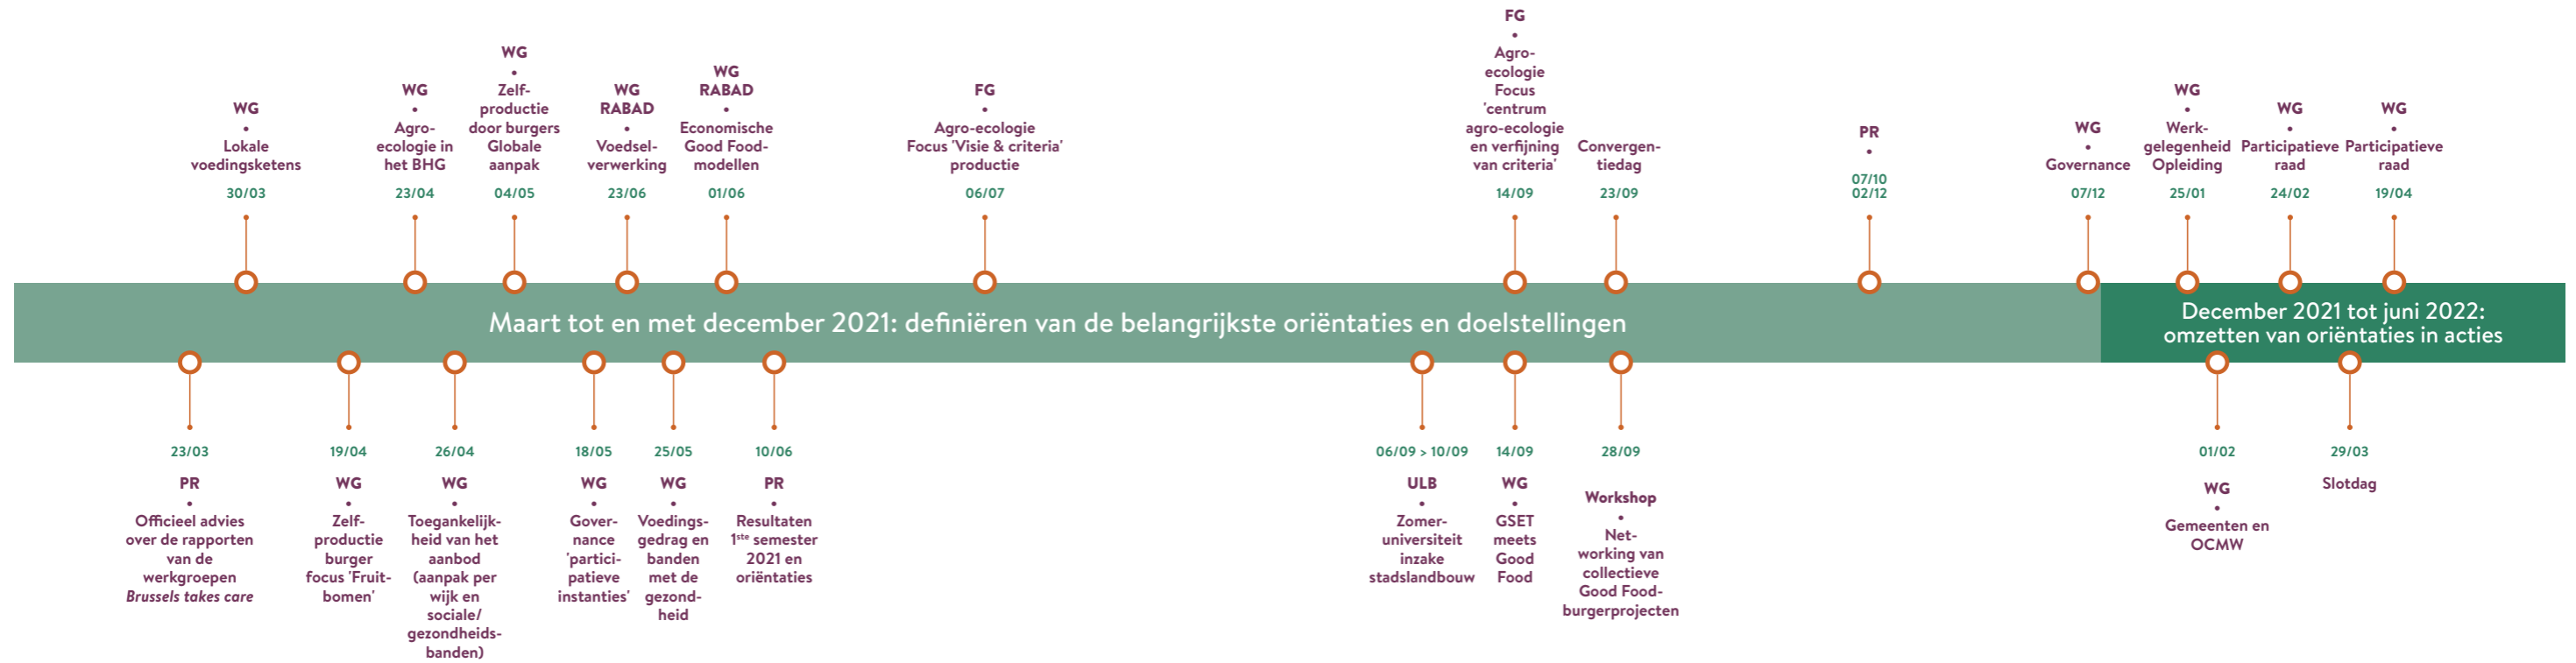 WG
•
Lokale
voedingsketens
30/03
WG
•
Agro-
ecologie in
het BHG
23/04
WG
•
Zelf-
productie
door burgers
Globale
aanpak
04/05
WG
RABAD
•
Voedsel-
verwerking
23/06
WG
RABAD
•
Economische
Good Food-
modellen
01/06
FG
•
Agro-ecologie
Focus 'Visie & criteria'
productie
06/07
FG
•
Agro-
ecologie
Focus
'centrum
agro-ecologie
en verfijning
van criteria'
14/09
Convergen-
tiedag
23/09
PR
•
07/10
02/12
WG
•
Governance
07/12
WG
•
Werk-
gelegenheid
Opleiding
25/01
WG
•
Participatieve
raad
24/02
WG
•
Participatieve
raad
19/04
Maart tot en met december 2021: definiëren van de belangrijkste oriëntaties en doelstellingen
December 2021 tot juni 2022:
omzetten van oriëntaties in acties
23/03
PR
•
Officieel advies
over de rapporten
van de
werkgroepen
Brussels takes care
19/04
WG
•
Zelf-
productie
burger
focus 'Fruit-
bomen'
26/04
WG
•
Toegankelijk-
heid van het
aanbod
(aanpak per
wijk en
sociale/
gezondheids-
banden)
18/05
WG
•
Gover-
nance
'partici-
patieve
instanties'
25/05
WG
•
Voedings-
gedrag en
banden
met de
gezond-
heid
10/06
PR
•
Resultaten
1ste semester
2021 en
oriëntaties
06/09 > 10/09
ULB
•
Zomer-
universiteit
inzake
stadslandbouw
14/09
WG
•
GSET
meets
Good
Food
28/09
Workshop
•
Net-
working van
collectieve
Good Food-
burgerprojecten
01/02
WG
•
Gemeenten en
OCMW
29/03
Slotdag